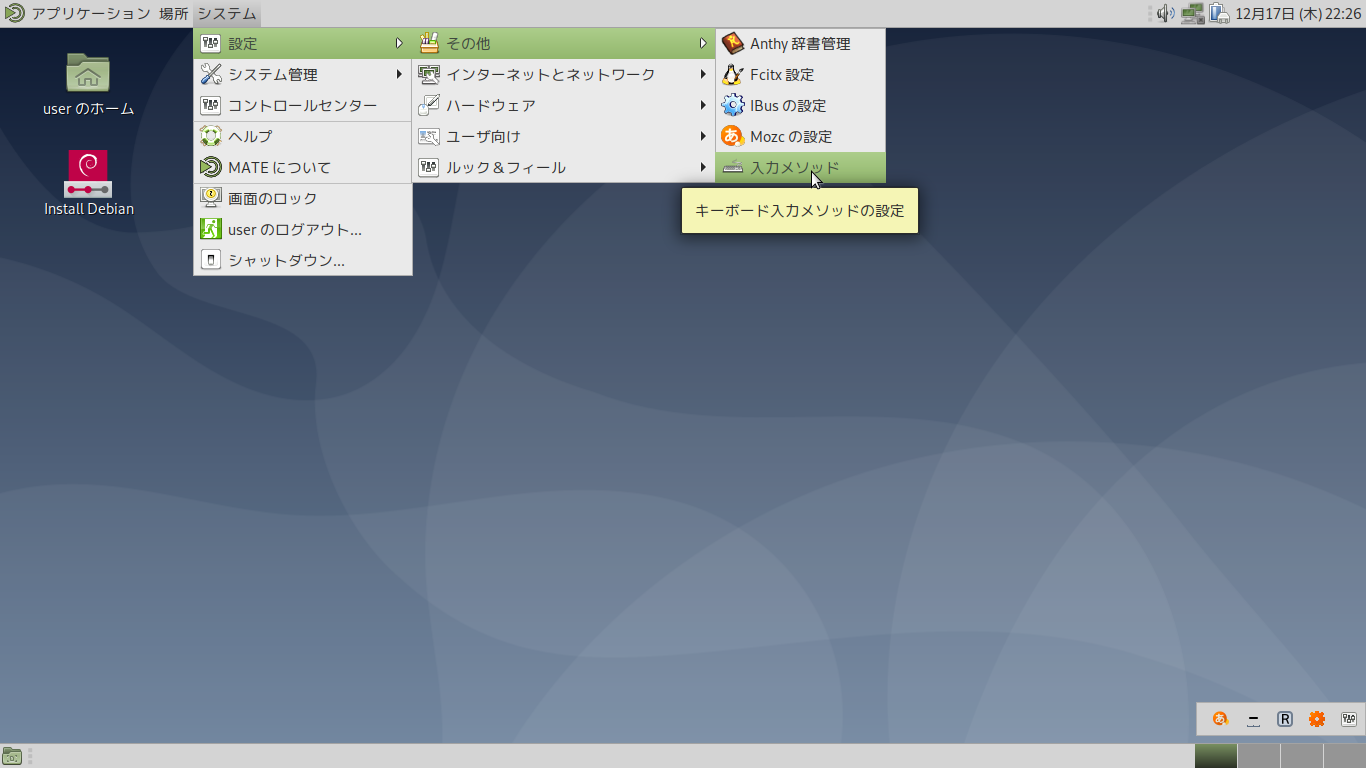 アプリケーション 場所 システム
12月17日 (木) 22:26
user のホーム
Install Debian
設定
システム管理
コントロールセンター
ヘルプ
MATE について
画面のロック
user のログアウト...
シャットダウン...
その他
インターネットとネットワーク
ハードウェア
ユーザ向け
ルック＆フィール
Anthy 辞書管理
Fcitx 設定
IBus の設定
Mozc の設定
入力メソッド
キーボード入力メソッドの設定
あ
R